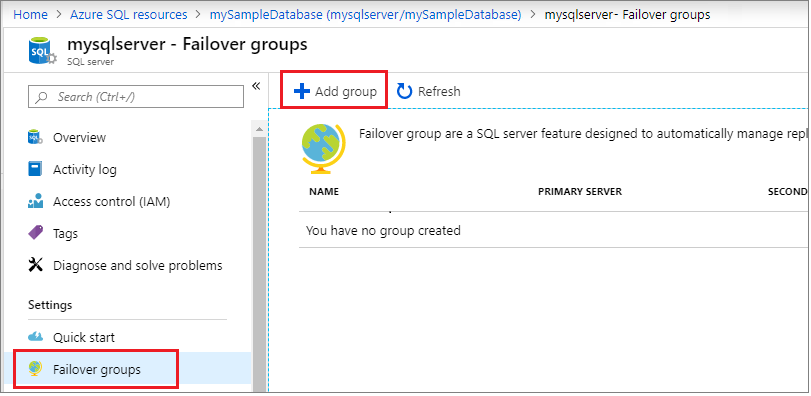 Home > Azure SQL resources > mySampleDatabase (mysqlserver/mySampleDatabase) > mysqlserver- Failover groups
mysqlserver - Failover groups
SQL server
SQL
Search (Ctrl+/)
«
Overview
Activity log
Access control (IAM)
Tags
Diagnose and solve problems
Settings
Quick start
Failover groups
+ Add group
Refresh
Failover group are a SQL server feature designed to automatically manage repl
NAME PRIMARY SERVER SECOND
You have no group created